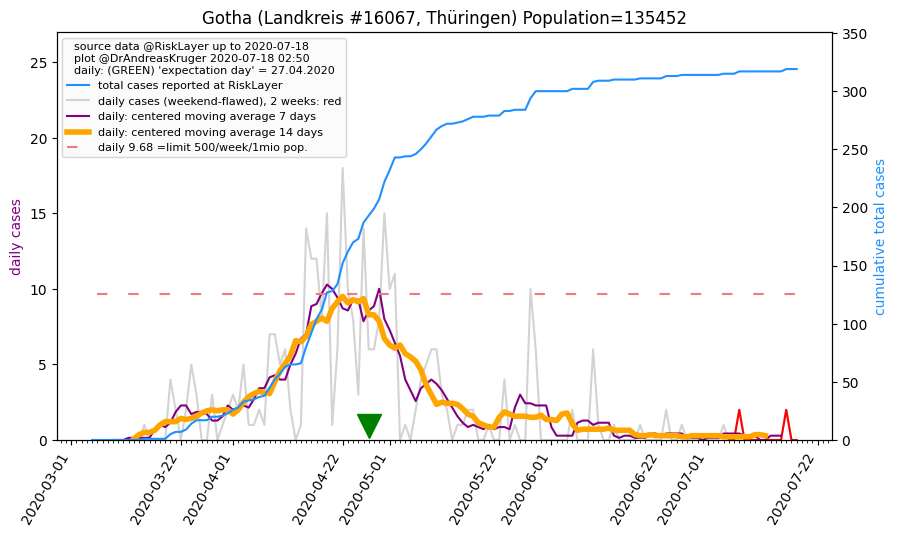 Gotha (Landkreis #16067, Thüringen) Population=135452
source data @RiskLayer up to 2020-07-18
plot @DrAndreasKruger 2020-07-18 02:50
daily: (GREEN) 'expectation day' = 27.04.2020
total cases reported at RiskLayer
daily cases (weekend-flawed), 2 weeks: red
daily: centered moving average 7 days
daily: centered moving average 14 days
daily 9.68 =limit 500/week/1mio pop.
daily cases
25
20
15
10
5
0
350
300
250
200
150
100
50
0
cumulative total cases
2020-03-01
2020-03-22
2020-04-01
2020-04-22
2020-05-01
2020-05-22
2020-06-01
2020-06-22
2020-07-01
2020-07-22